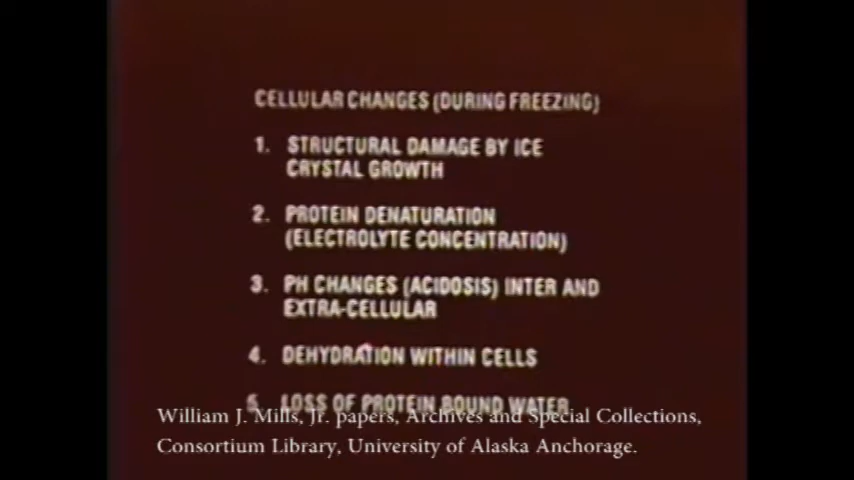 CELLULAR CHANGES (DURING FREEZING)
1. STRUCTURAL DAMAGE BY ICE
CRYSTAL GROWTH
2. PROTEIN DENATURATION
(ELECTROLYTE CONCENTRATION)
3. PH CHANGES (ACIDOSIS) INTER AND
EXTRA-CELLULAR
4. DEHYDRATION WITHIN CELLS
5. LOSS OF PROTEIN BOUND WATER
William J. Mills, Jr. papers, Archives and Special Collections,
Consortium Library, University of Alaska Anchorage.